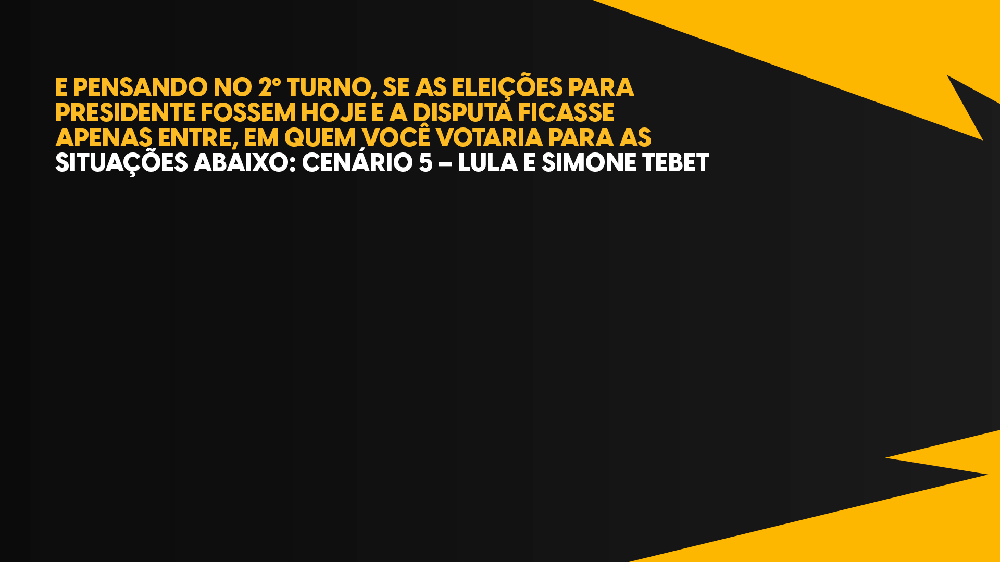 E PENSANDO NO 2º TURNO, SE AS ELEIÇÕES PARA
PRESIDENTE FOSSEM HOJE E A DISPUTA FICASSE
APENAS ENTRE, EM QUEM VOCÊ VOTARIA PARA AS
SITUAÇÕES ABAIXO: CENÁRIO 5 – LULA E SIMONE TEBET